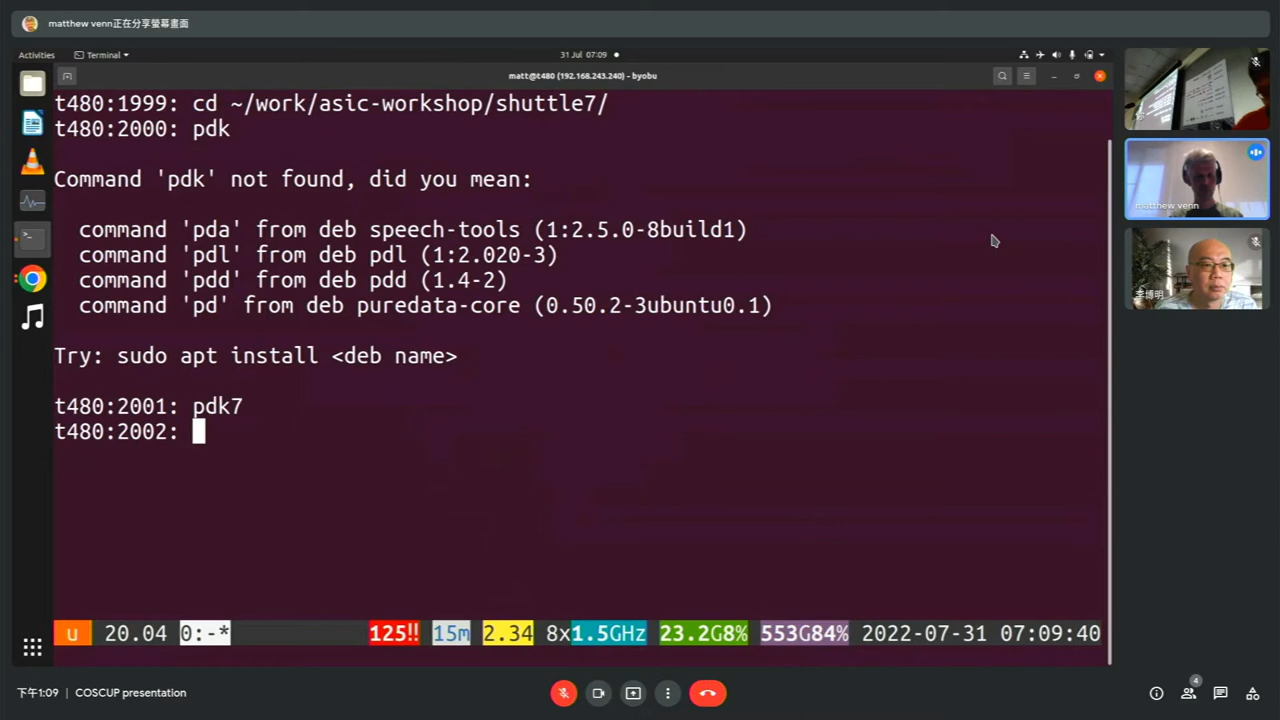 matthew venn正在分享螢幕畫面
Activities
Terminal
31 Jul 07:09
matt@t480 (192.168.243.240) - byobu
t480:1999: cd ~/work/asic-workshop/shuttle7/
t480:2000: pdk
Command 'pdk' not found, did you mean:
command 'pda' from deb speech-tools (1:2.5.0-8build1)
command 'pdl' from deb pdl (1:2.020-3)
command 'pdd' from deb pdd (1.4-2)
command 'pd' from deb puredata-core (0.50.2-3ubuntu0.1)
Try: sudo apt install <deb name>
t480:2001: pdk7
t480:2002:
u 20.04 0:-* 125!! 15m 2.34 8x1.5GHz 23.2G8% 553G84% 2022-07-31 07:09:40
matthew venn
李博明
下午1:09 | COSCUP presentation
4